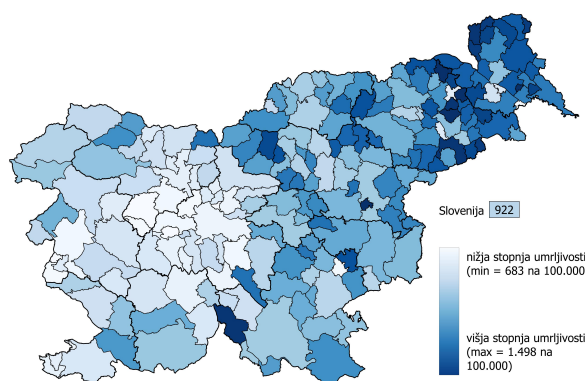 Slovenija 922
nižja stopnja umrljivosti
(min = 683 na 100.000
višja stopnja umrljivosti
(max = 1.498 na
100.000)